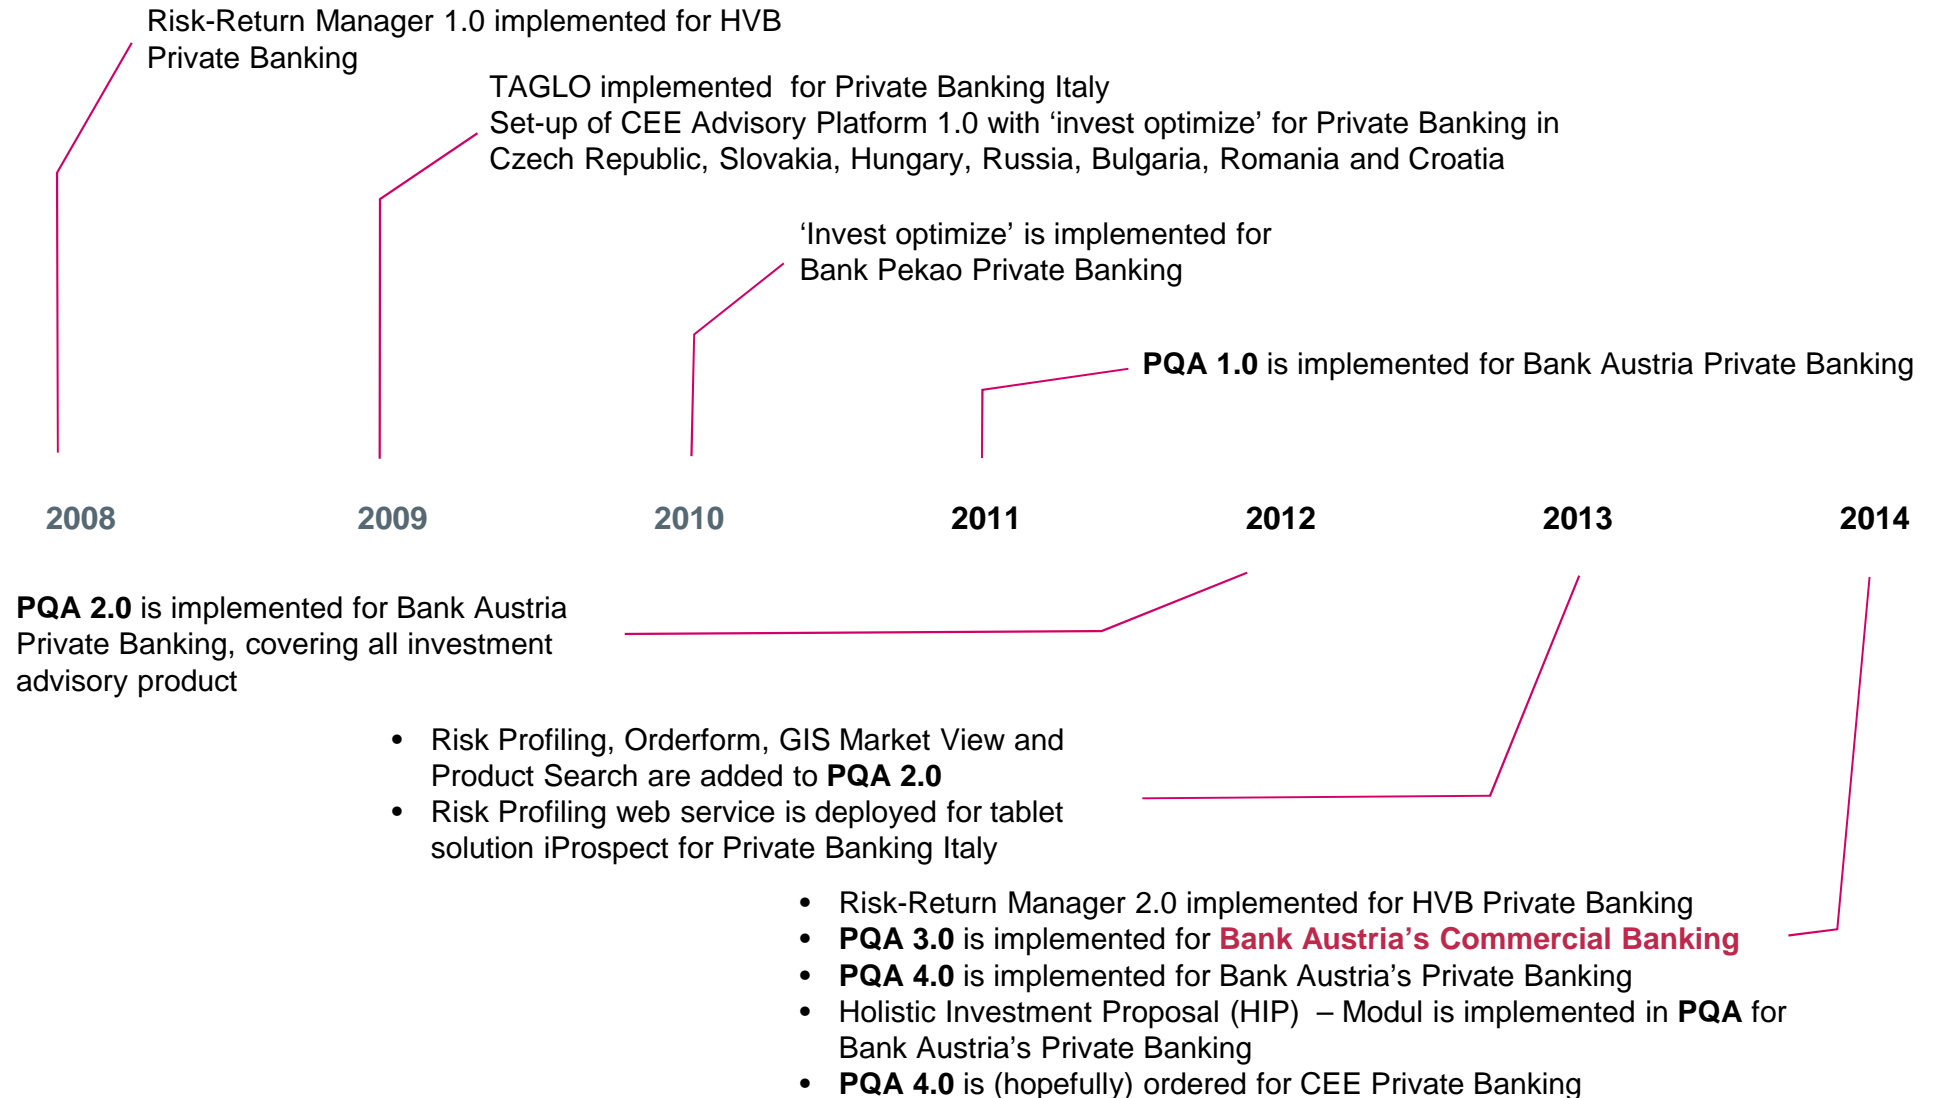 Risk-Return Manager 1.0 implemented for HVB
Private Banking
TAGLO implemented  for Private Banking Italy
Set-up of CEE Advisory Platform 1.0 with ‘invest optimize’ for Private Banking in
Czech Republic, Slovakia, Hungary, Russia, Bulgaria, Romania and Croatia
‘Invest optimize’ is implemented for
Bank Pekao Private Banking
PQA 1.0 is implemented for Bank Austria Private Banking
2008 2009 2010 2011 2012 2013 2014
PQA 2.0 is implemented for Bank Austria
Private Banking, covering all investment
advisory product
• Risk Profiling, Orderform, GIS Market View and
Product Search are added to PQA 2.0
• Risk Profiling web service is deployed for tablet
solution iProspect for Private Banking Italy
• Risk-Return Manager 2.0 implemented for HVB Private Banking
• PQA 3.0 is implemented for Bank Austria’s Commercial Banking
• PQA 4.0 is implemented for Bank Austria’s Private Banking
• Holistic Investment Proposal (HIP)  – Modul is implemented in PQA for
Bank Austria’s Private Banking
• PQA 4.0 is (hopefully) ordered for CEE Private Banking